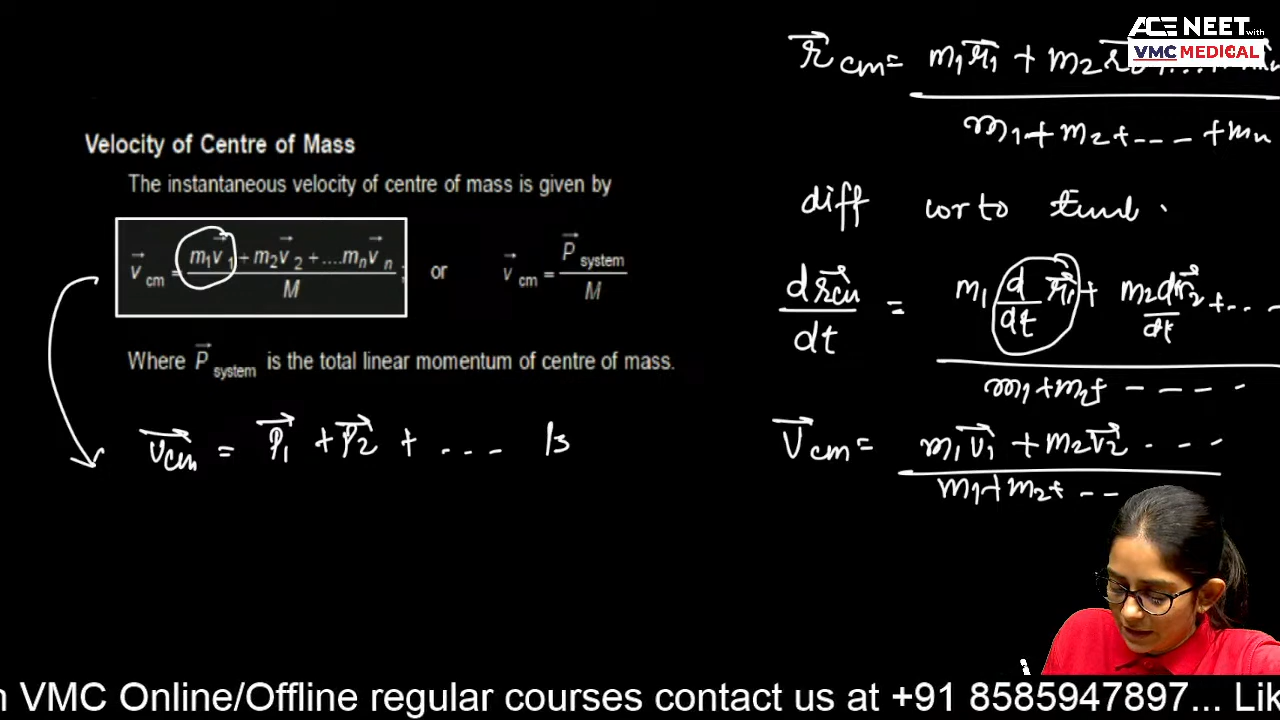 ACE NEET with
VMC MEDICAL
Velocity of Centre of Mass
The instantaneous velocity of centre of mass is given by
v⃗cm = (m1v⃗1 + m2v⃗2 + ....mnv⃗n) / M ; or v⃗cm = P⃗system / M
Where P⃗system is the total linear momentum of centre of mass.
v⃗cm = P⃗1 + P⃗2 + ...
r⃗cm = m1r⃗1 + m2r⃗
m1 + m2 + --- + mn
diff wrto
dr⃗cm/dt = (m1 d/dt r⃗1 + m2 dr⃗2/dt + ...) / (m1 + m2 + ----)
V⃗cm = (m1v⃗1 + m2v⃗2 ...) / (m1 + m2 + --)
VMC Online/Offline regular courses contact us at +91 8585947897... Lik